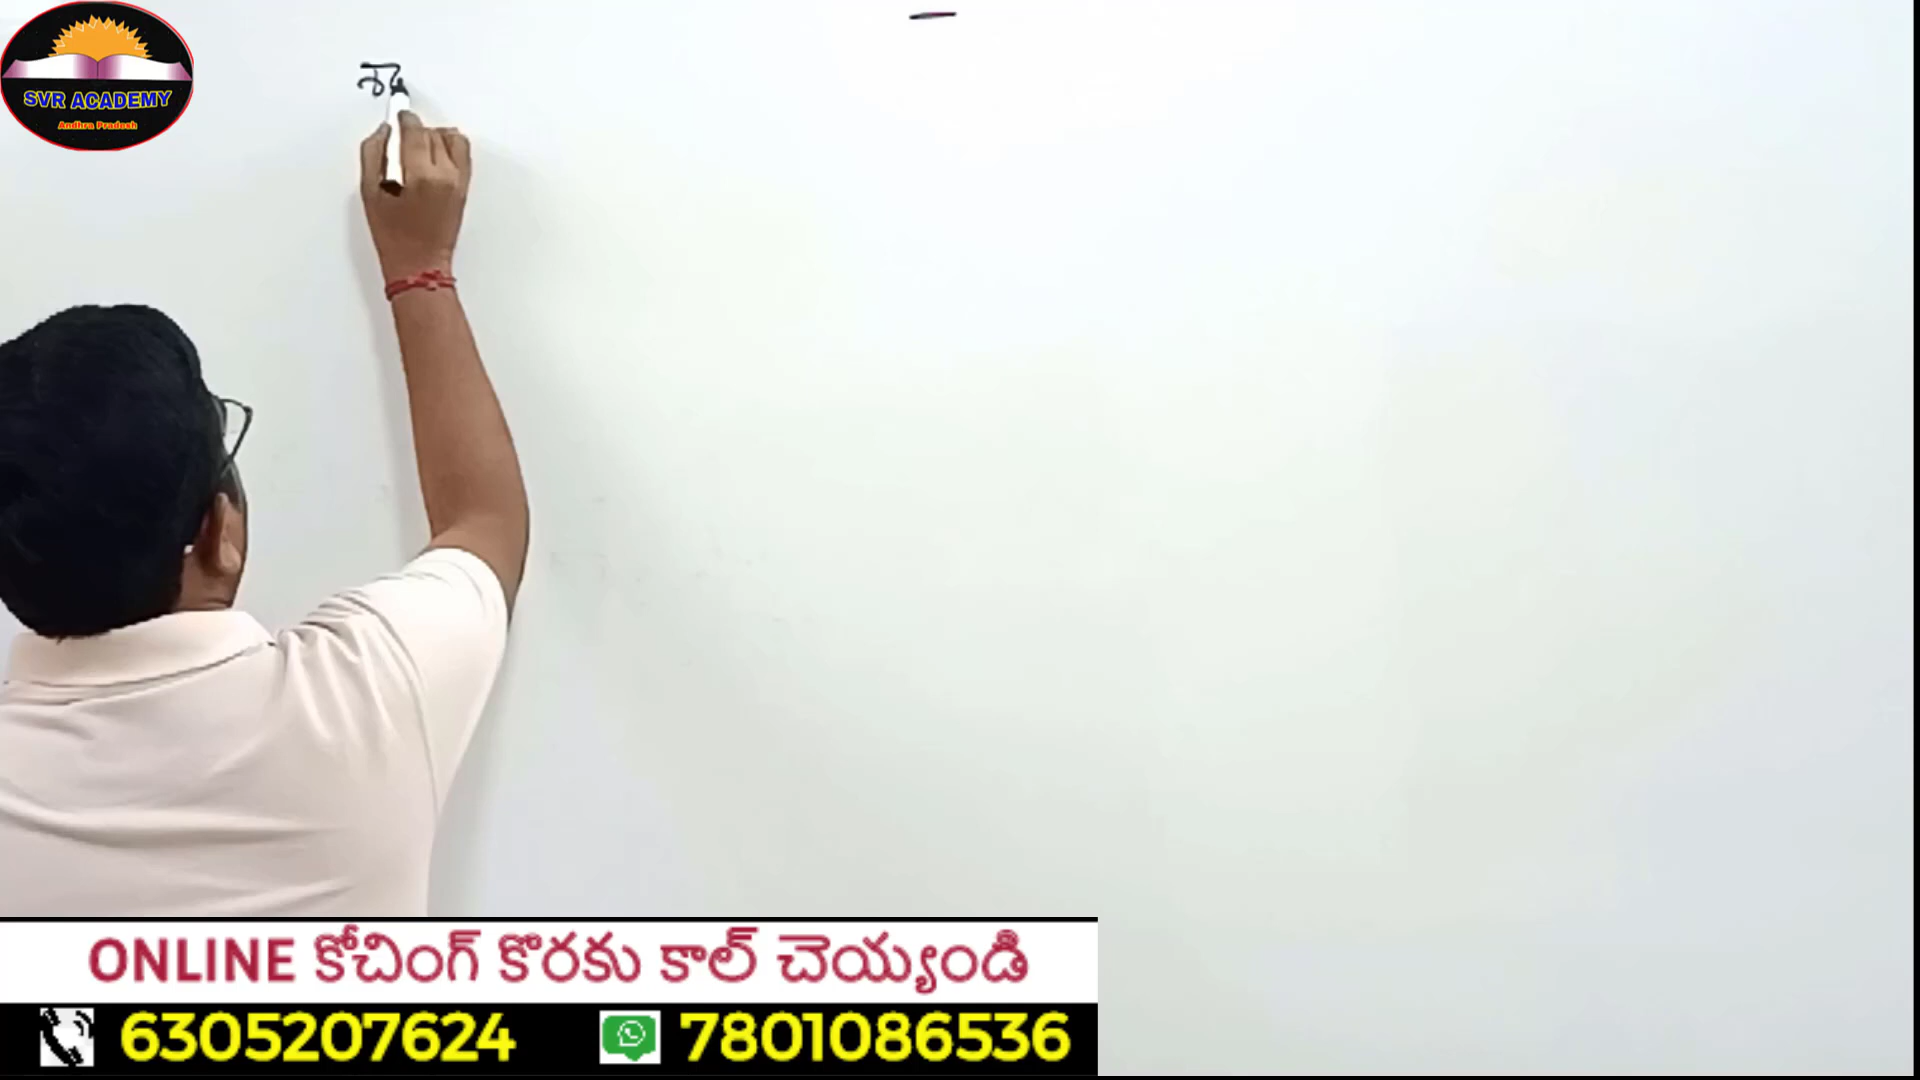 SVR ACADEMY
Andhra Pradesh
శా
ONLINE కోచింగ్ కొరకు కాల్ చెయ్యండి
6305207624 7801086536